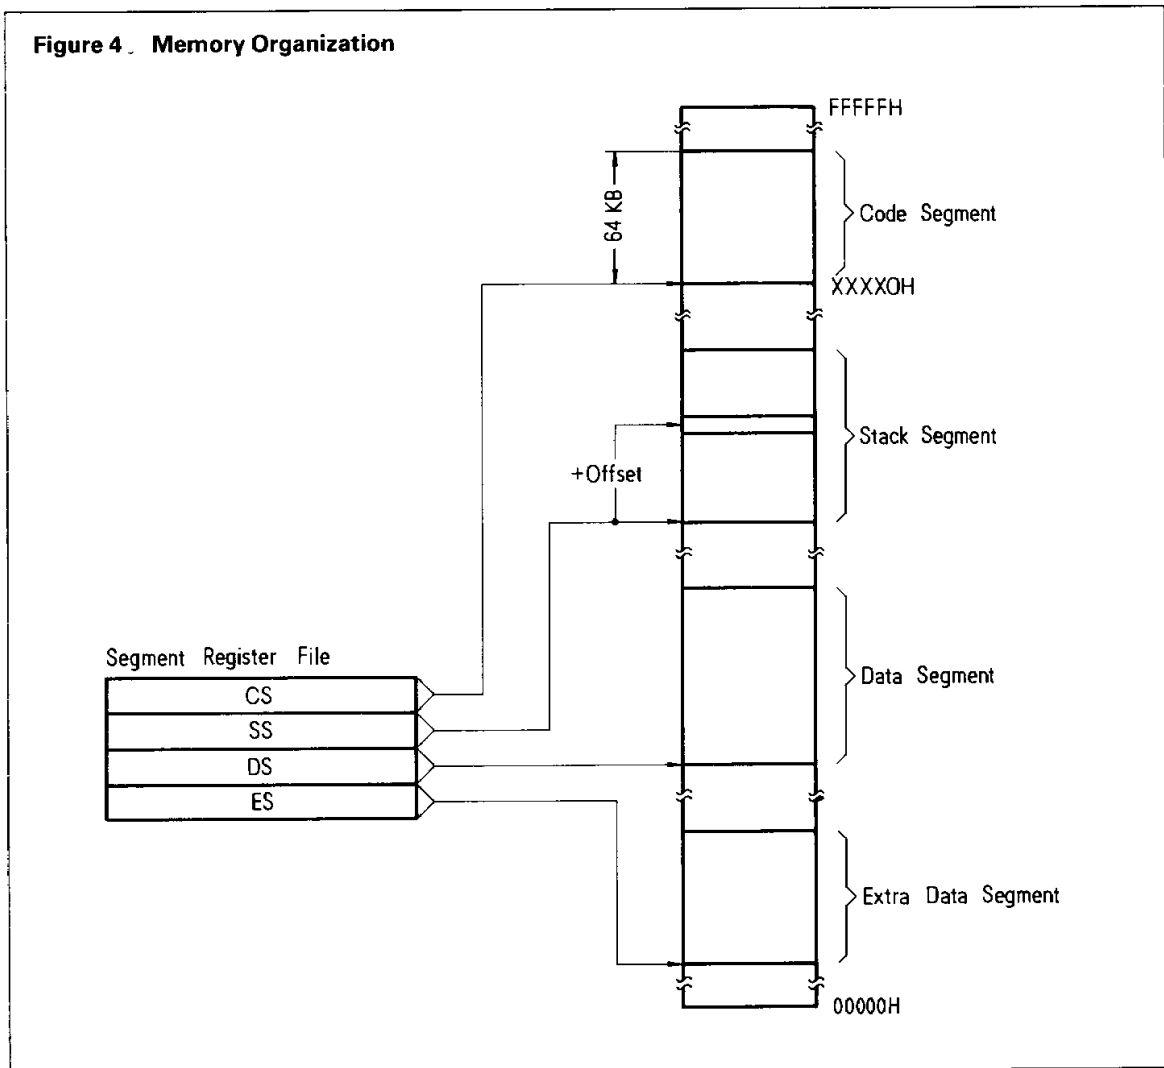 Figure 4. Memory Organization
FFFFFH
64 KB
Code Segment
XXXX0H
Stack Segment
+Offset
Data Segment
Segment Register File
CS
SS
DS
ES
Extra Data Segment
00000H